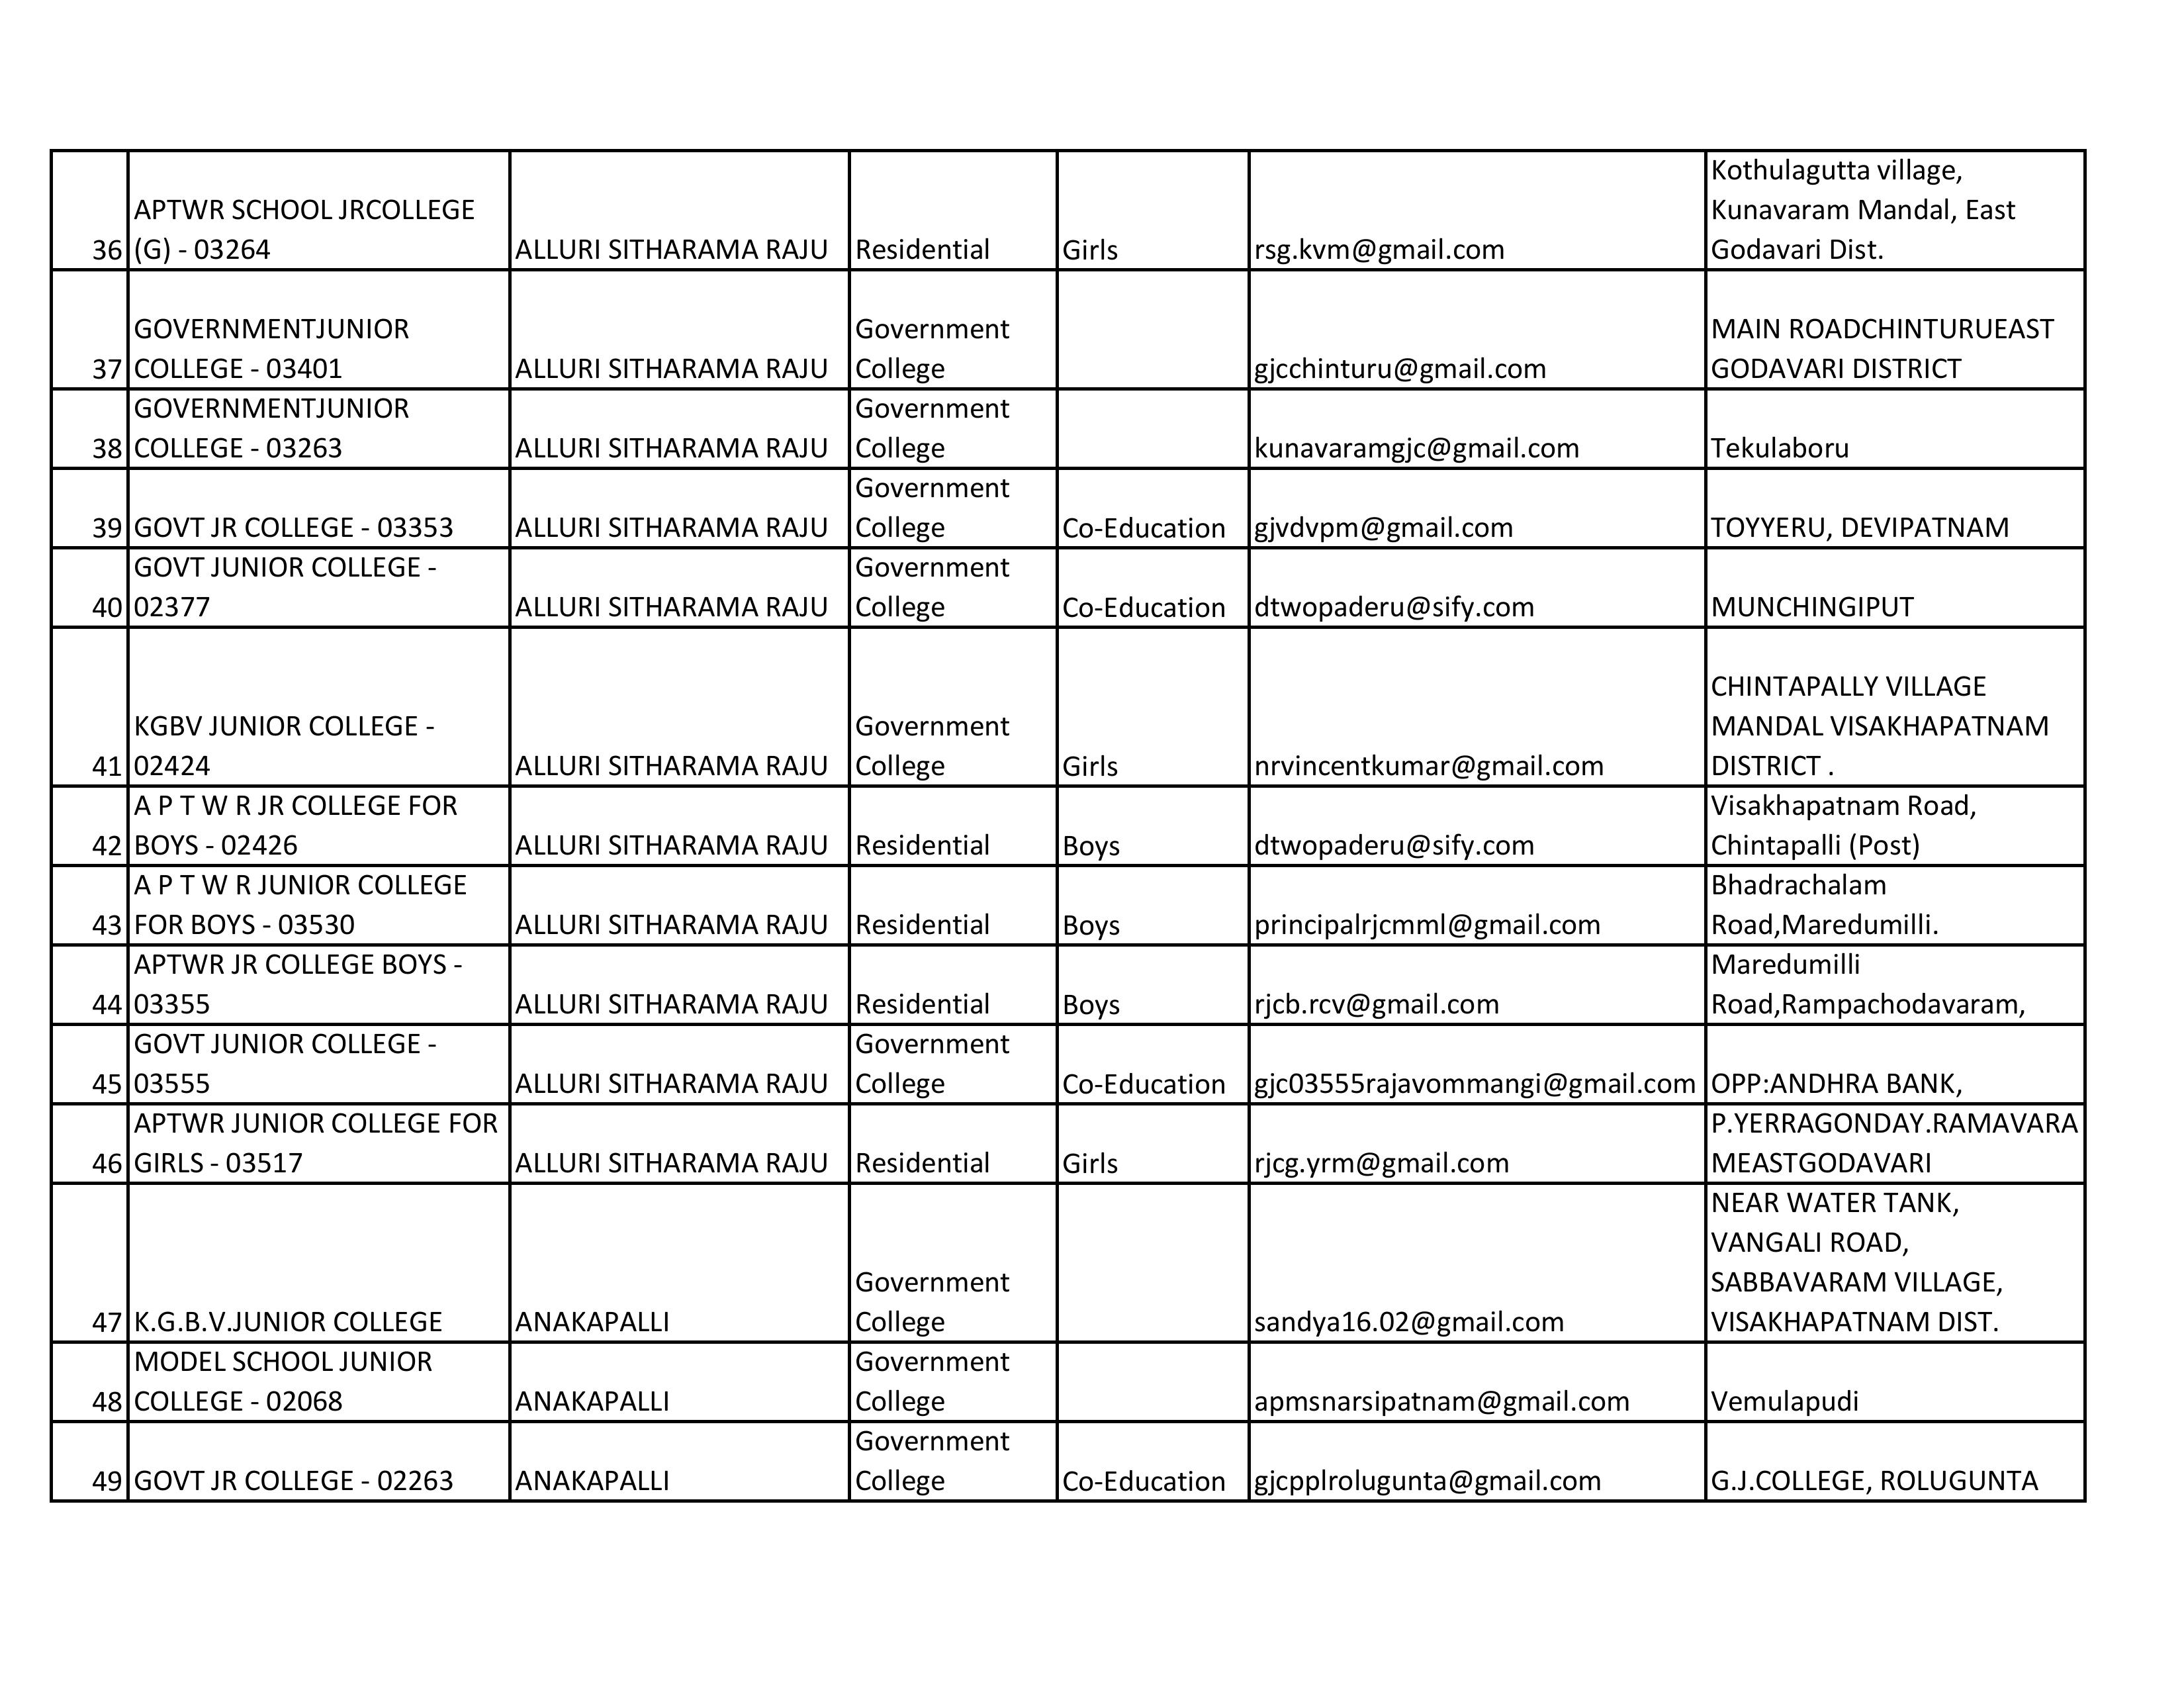 Kothulagutta village,
APTWR SCHOOL JRCOLLEGE Kunavaram Mandal, East
36 (G) - 03264 ALLURI SITHARAMA RAJU Residential Girls rsg.kvm@gmail.com Godavari Dist.
GOVERNMENTJUNIOR Government MAIN ROADCHINTURUEAST
37 COLLEGE - 03401 ALLURI SITHARAMA RAJU College gjcchinturu@gmail.com GODAVARI DISTRICT
GOVERNMENTJUNIOR Government
38 COLLEGE - 03263 ALLURI SITHARAMA RAJU College kunavaramgjc@gmail.com Tekulaboru
Government
39 GOVT JR COLLEGE - 03353 ALLURI SITHARAMA RAJU College Co-Education gjvdvpm@gmail.com TOYYERU, DEVIPATNAM
GOVT JUNIOR COLLEGE - Government
40 02377 ALLURI SITHARAMA RAJU College Co-Education dtwopaderu@sify.com MUNCHINGIPUT
CHINTAPALLY VILLAGE
KGBV JUNIOR COLLEGE - Government MANDAL VISAKHAPATNAM
41 02424 ALLURI SITHARAMA RAJU College Girls nrvincentkumar@gmail.com DISTRICT .
A P T W R JR COLLEGE FOR Visakhapatnam Road,
42 BOYS - 02426 ALLURI SITHARAMA RAJU Residential Boys dtwopaderu@sify.com Chintapalli (Post)
A P T W R JUNIOR COLLEGE Bhadrachalam
43 FOR BOYS - 03530 ALLURI SITHARAMA RAJU Residential Boys principalrjcmml@gmail.com Road,Maredumilli.
APTWR JR COLLEGE BOYS - Maredumilli
44 03355 ALLURI SITHARAMA RAJU Residential Boys rjcb.rcv@gmail.com Road,Rampachodavaram,
GOVT JUNIOR COLLEGE - Government
45 03555 ALLURI SITHARAMA RAJU College Co-Education gjc03555rajavommangi@gmail.com OPP:ANDHRA BANK,
APTWR JUNIOR COLLEGE FOR P.YERRAGONDAY.RAMAVARA
46 GIRLS - 03517 ALLURI SITHARAMA RAJU Residential Girls rjcg.yrm@gmail.com MEASTGODAVARI
NEAR WATER TANK,
VANGALI ROAD,
Government SABBAVARAM VILLAGE,
47 K.G.B.V.JUNIOR COLLEGE ANAKAPALLI College sandya16.02@gmail.com VISAKHAPATNAM DIST.
MODEL SCHOOL JUNIOR Government
48 COLLEGE - 02068 ANAKAPALLI College apmsnarsipatnam@gmail.com Vemulapudi
Government
49 GOVT JR COLLEGE - 02263 ANAKAPALLI College Co-Education gjcpplrolugunta@gmail.com G.J.COLLEGE, ROLUGUNTA